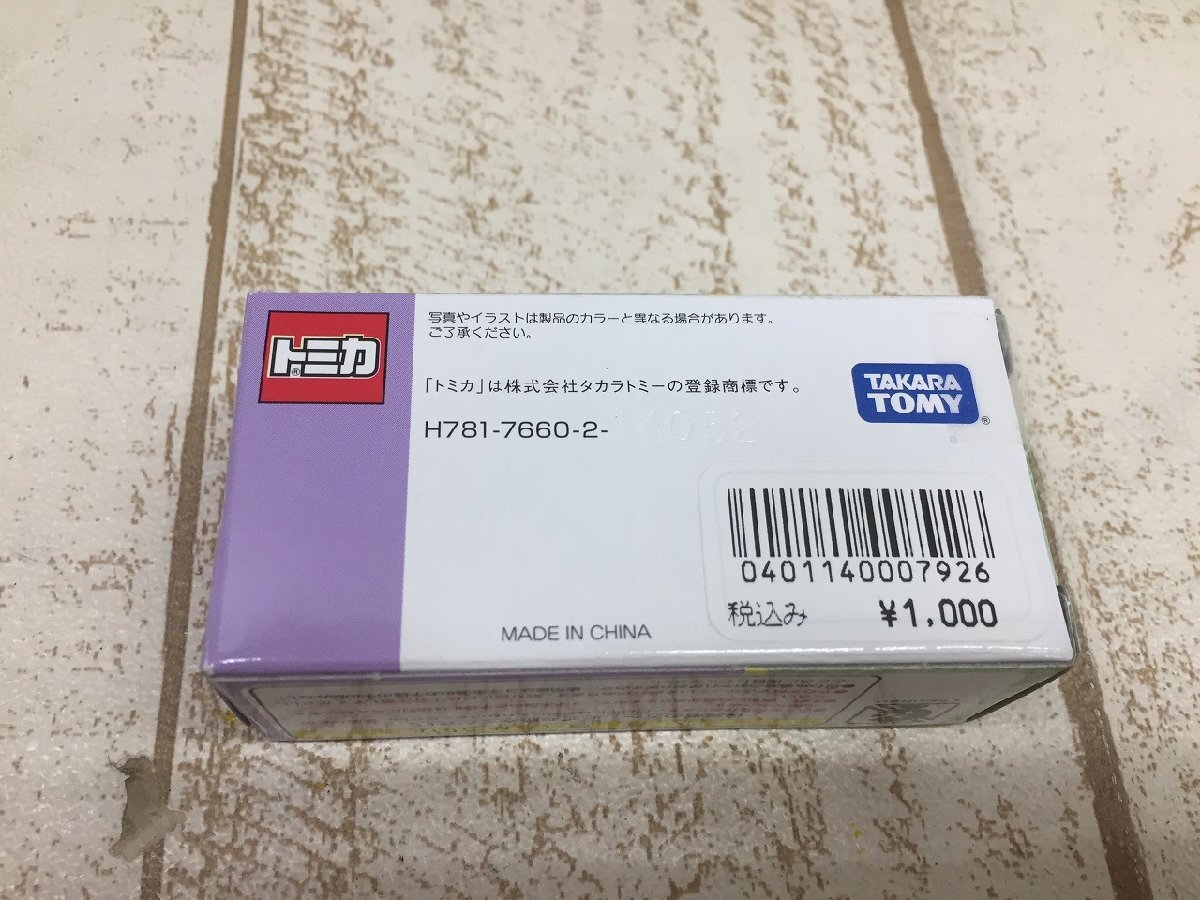 トミカ
®
写真やイラストは製品のカラーと異なる場合があります。
ご了承ください。
「トミカ」は株式会社タカラトミーの登録商標です。
TAKARA
TOMY
®
H781-7660-2-
4032
0401140007926
税込み ¥1,000
MADE IN CHINA